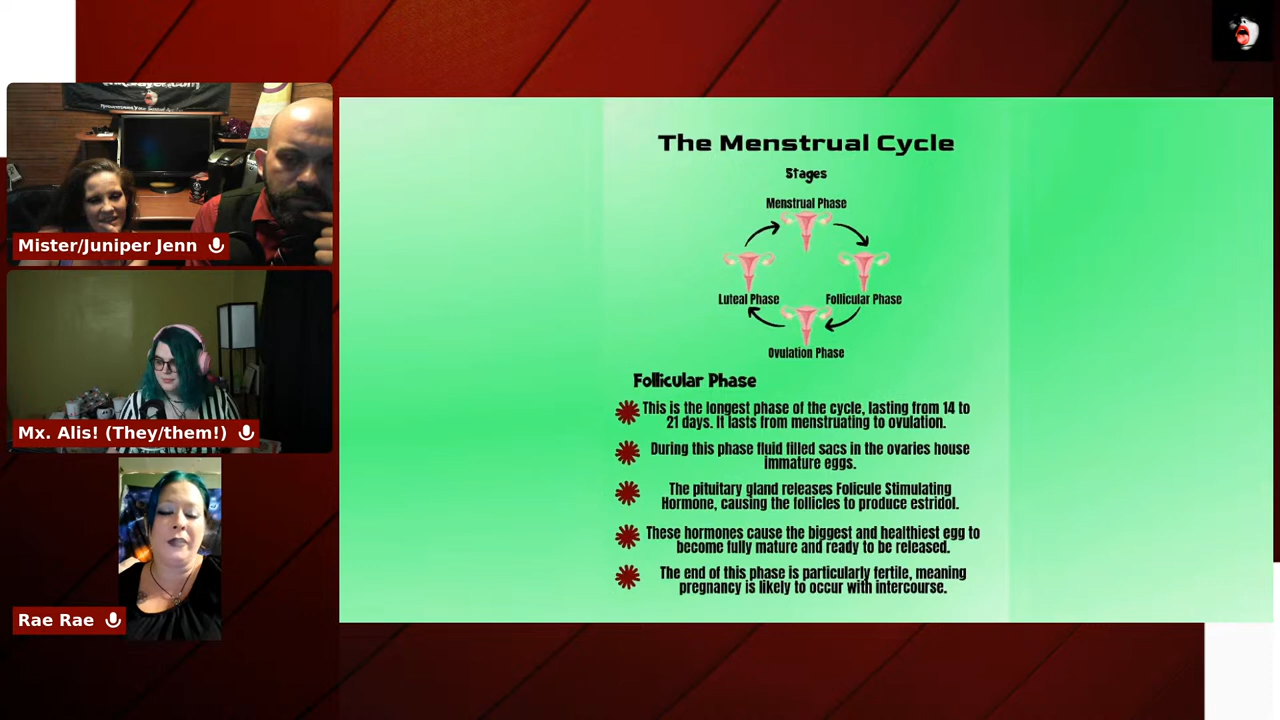 Mister/Juniper Jenn
Mx. Alis! (They/them!)
Rae Rae
The Menstrual Cycle
Stages
Menstrual Phase
Luteal Phase
Follicular Phase
Ovulation Phase
Follicular Phase
This is the longest phase of the cycle, lasting from 14 to
21 days. It lasts from menstruating to ovulation.
During this phase fluid filled sacs in the ovaries house
immature eggs.
The pituitary gland releases Folicule Stimulating
Hormone, causing the follicles to produce estridol.
These hormones cause the biggest and healthiest egg to
become fully mature and ready to be released.
The end of this phase is particularly fertile, meaning
pregnancy is likely to occur with intercourse.